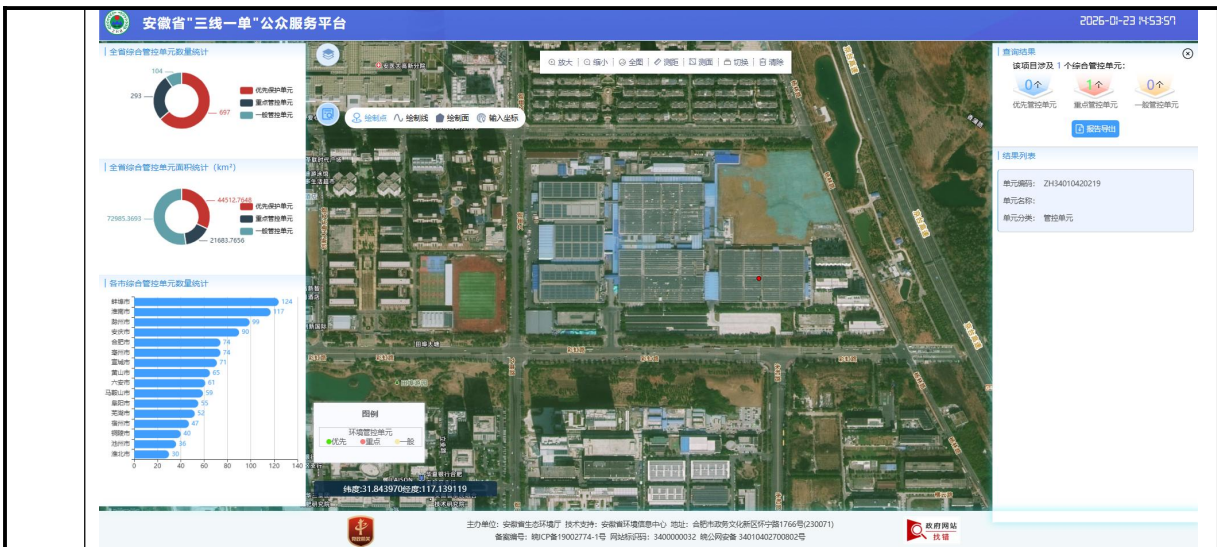 安徽省"三线一单"公众服务平台
2026-01-23 14:53:57
全省综合管控单元数量统计
104
293
697
优先保护单元
重点管控单元
一般管控单元
全省综合管控单元面积统计（km²）
44512.7648
72985.3693
21683.7656
优先保护单元
重点管控单元
一般管控单元
各市综合管控单元数量统计
蚌埠市 124
淮南市 117
滁州市 99
安庆市 90
合肥市 74
亳州市 74
宣城市 71
黄山市 65
六安市 61
马鞍山市 59
阜阳市 55
芜湖市 52
宿州市 47
铜陵市 40
池州市 36
淮北市 30
0 20 40 60 80 100 120 140
放大 缩小 全图 测距 测面 切换 清除
绘制点 绘制线 绘制面 输入坐标
彩虹路
彩虹路
彩虹路
图例
环境管控单元
优先 重点 一般
纬度:31.843970经度:117.139119
查询结果
该项目涉及 1 个综合管控单元：
0个 1个 0个
优先管控单元 重点管控单元 一般管控单元
报告导出
结果列表
单元编码： ZH34010420219
单元名称：
单元分类： 管控单元
主办单位：安徽省生态环境厅 技术支持：安徽省环境信息中心 地址：合肥市政务文化新区怀宁路1766号(230071)
备案编号：皖ICP备19002774-1号 网站标识码：3400000032 皖公网安备 34010402700802号
党政机关
政府网站
找错